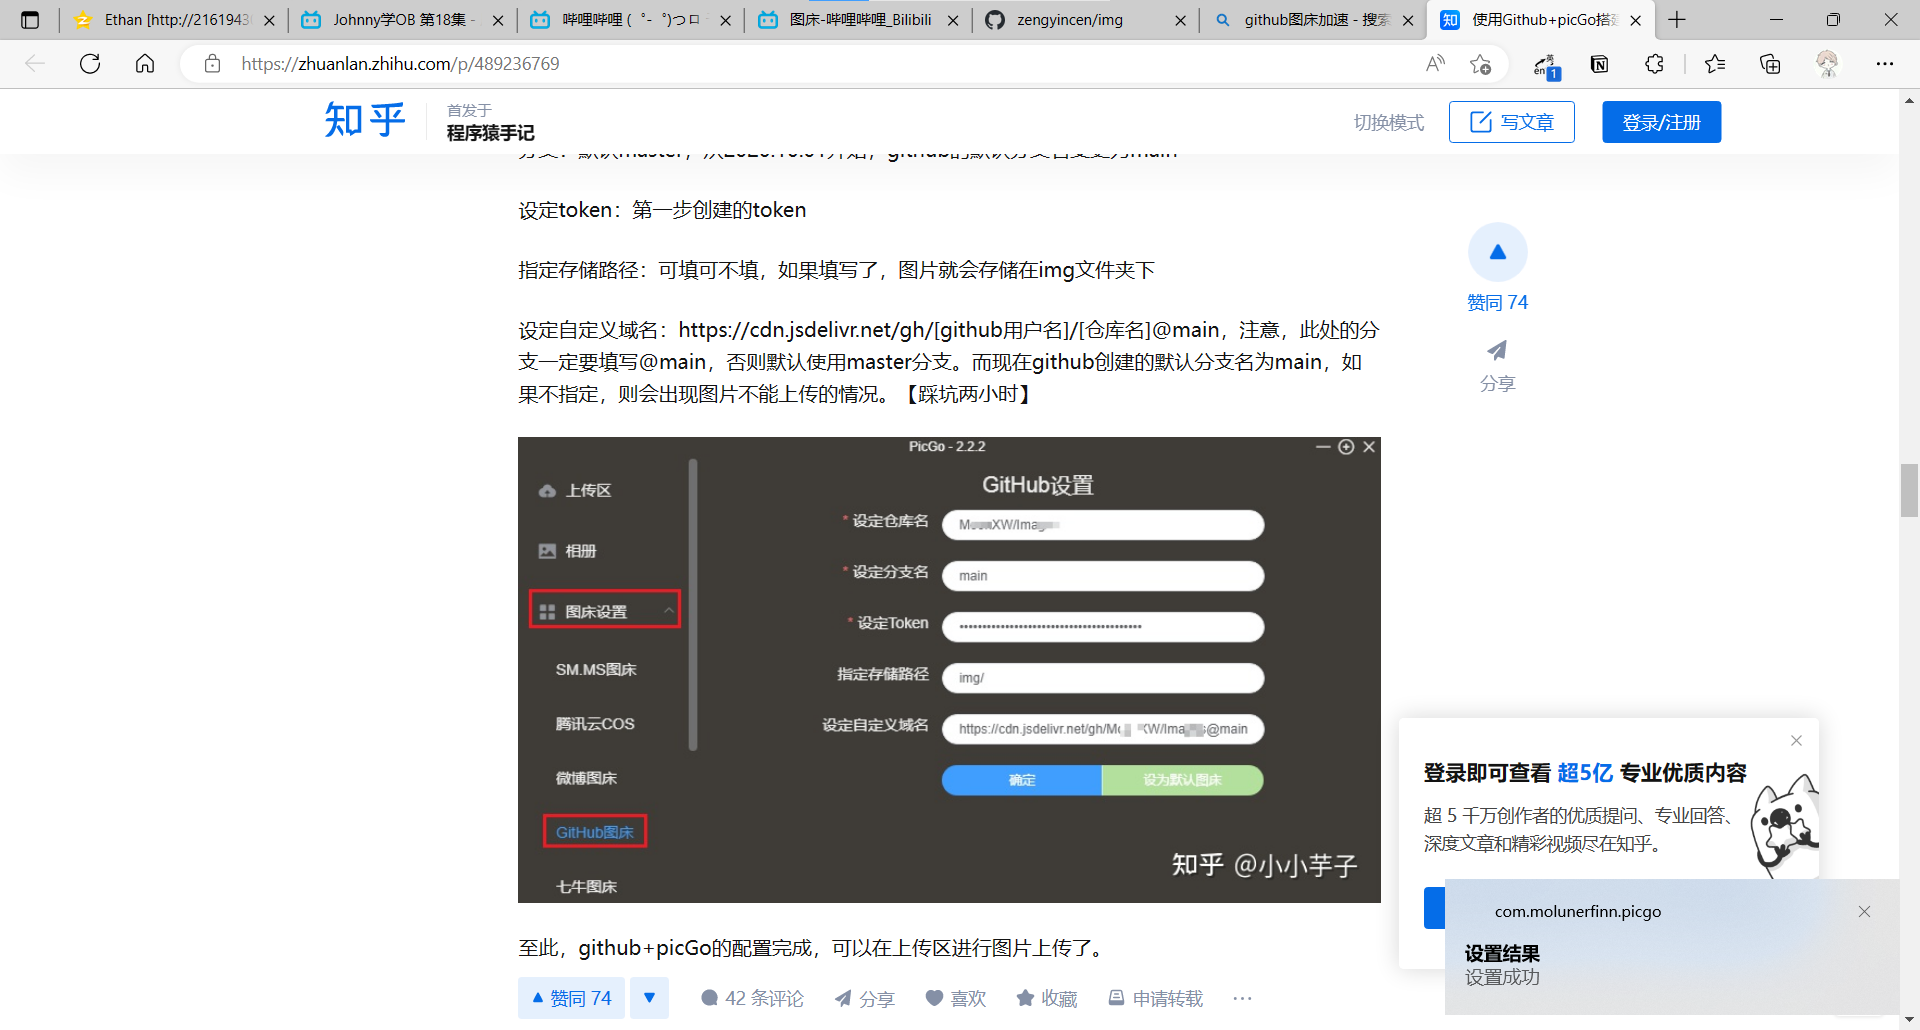 Ethan [http://2161943
Johnny学OB 第18集 -
哔哩哔哩 (゜-゜)つロ
图床-哔哩哔哩_Bilibili
zengyincen/img
github图床加速 - 搜索
使用Github+picGo搭建
https://zhuanlan.zhihu.com/p/489236769
en 英 1
知乎
首发于
程序猿手记
切换模式
写文章
登录/注册
设定token：第一步创建的token
指定存储路径：可填可不填，如果填写了，图片就会存储在img文件夹下
设定自定义域名：https://cdn.jsdelivr.net/gh/[github用户名]/[仓库名]@main，注意，此处的分
支一定要填写@main，否则默认使用master分支。而现在github创建的默认分支名为main，如
果不指定，则会出现图片不能上传的情况。【踩坑两小时】
赞同 74
分享
PicGo - 2.2.2
上传区
相册
图床设置
SM.MS图床
腾讯云COS
微博图床
GitHub图床
七牛图床
GitHub设置
* 设定仓库名
XW/Ima
* 设定分支名 main
* 设定Token
指定存储路径 img/
设定自定义域名 https://cdn.jsdelivr.net/gh/M XW/Ima @main
确定 设为默认图床
知乎 @小小芋子
至此，github+picGo的配置完成，可以在上传区进行图片上传了。
赞同 74
42 条评论
分享
喜欢
收藏
申请转载
登录即可查看 超5亿 专业优质内容
超 5 千万创作者的优质提问、专业回答、
深度文章和精彩视频尽在知乎。
com.molunerfinn.picgo
设置结果
设置成功